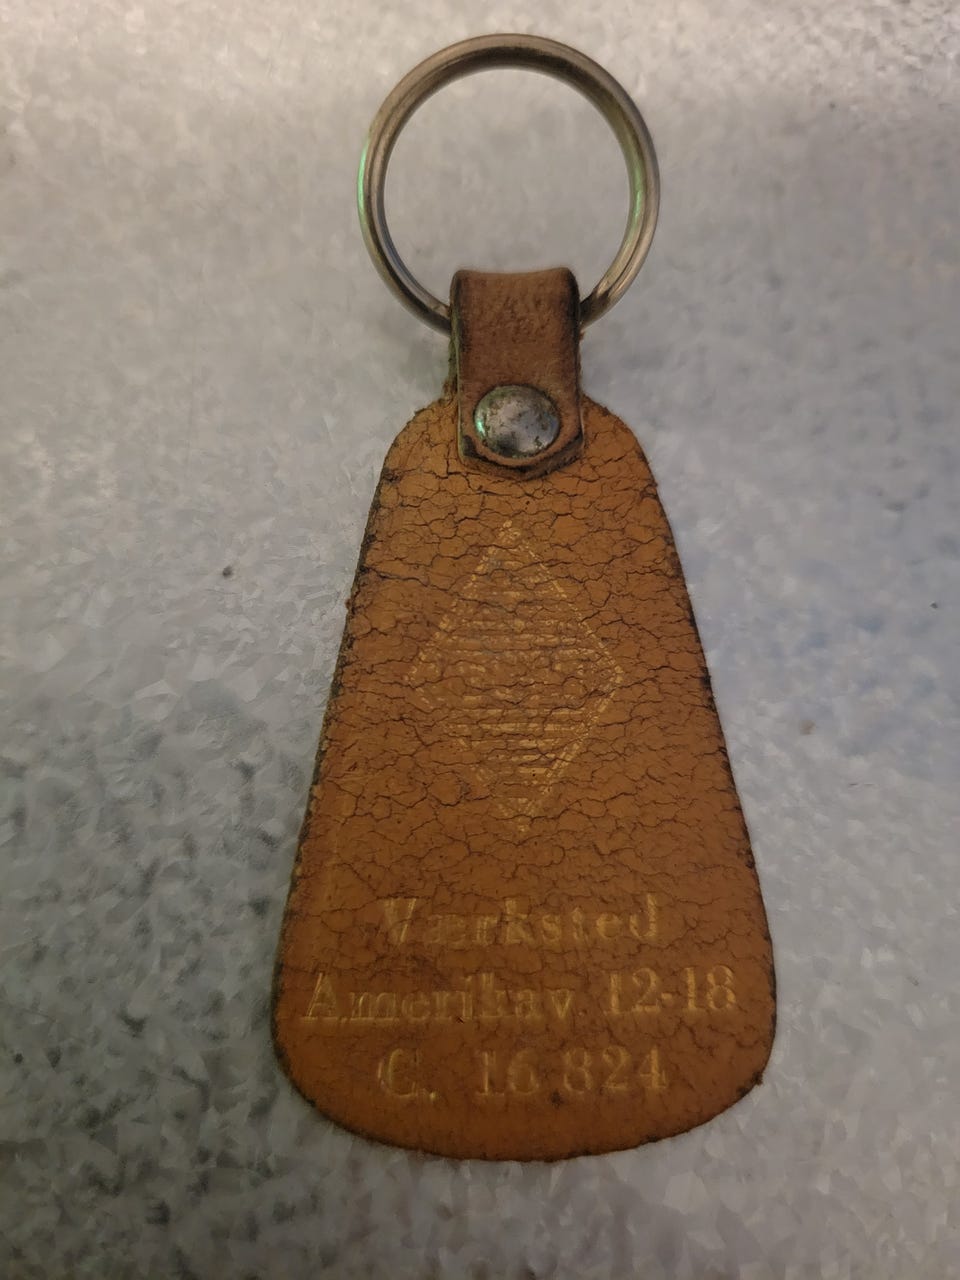 Værksted
Amerikav. 12-18
C. 16 824